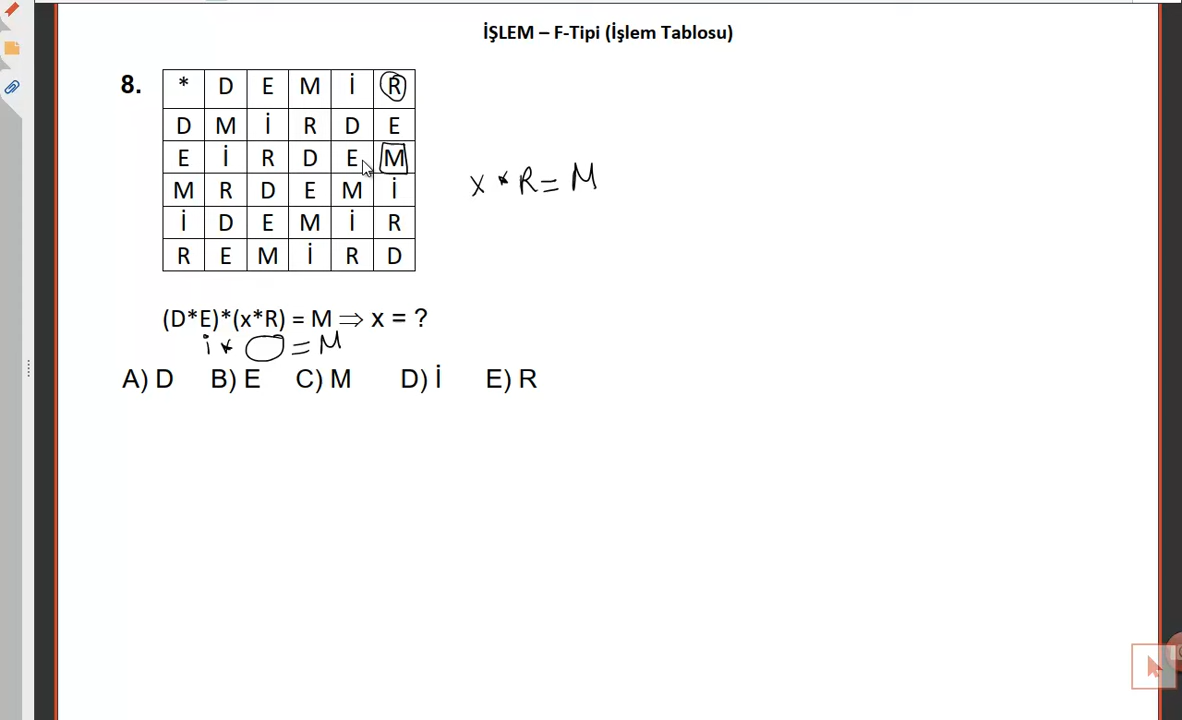 İŞLEM – F-Tipi (İşlem Tablosu)
8.
* D E M İ R
D M İ R D E
E İ R D E M
M R D E M İ
İ D E M İ R
R E M İ R D
x * R = M
(D*E)*(x*R) = M ⇒ x = ?
i * = M
A) D B) E C) M D) İ E) R